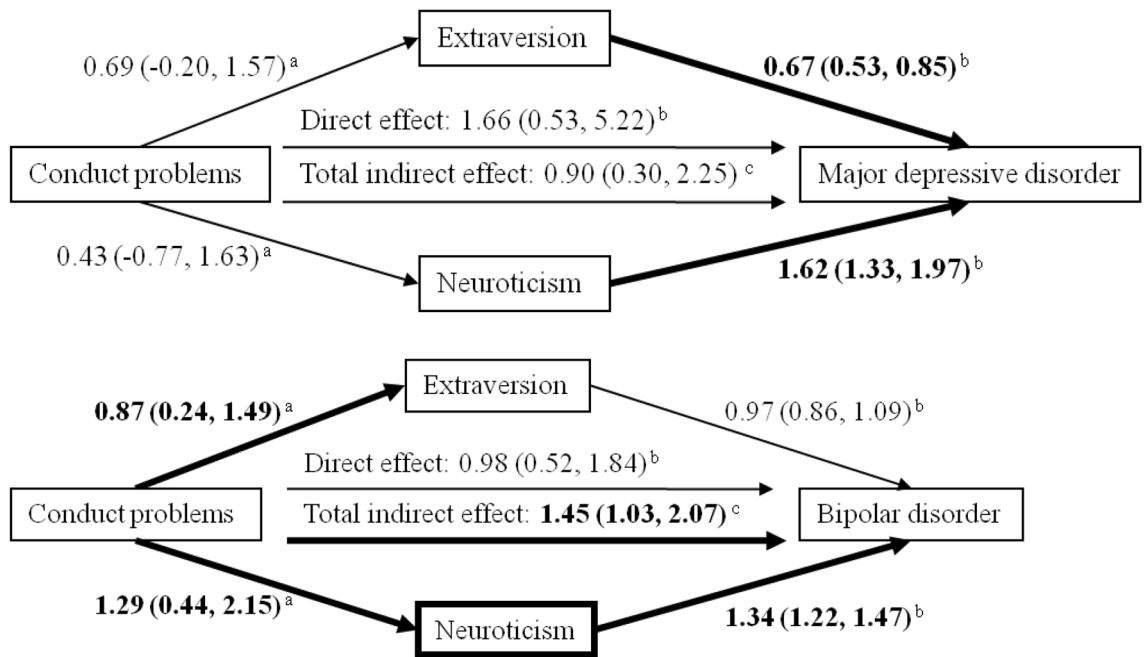 Extraversion
0.69 (-0.20, 1.57)ᵃ
0.67 (0.53, 0.85)ᵇ
Direct effect: 1.66 (0.53, 5.22)ᵇ
Conduct problems
Total indirect effect: 0.90 (0.30, 2.25) ᶜ
Major depressive disorder
0.43 (-0.77, 1.63)ᵃ
Neuroticism
1.62 (1.33, 1.97)ᵇ
Extraversion
0.87 (0.24, 1.49)ᵃ
0.97 (0.86, 1.09)ᵇ
Direct effect: 0.98 (0.52, 1.84)ᵇ
Conduct problems
Total indirect effect: 1.45 (1.03, 2.07) ᶜ
Bipolar disorder
1.29 (0.44, 2.15)ᵃ
Neuroticism
1.34 (1.22, 1.47)ᵇ